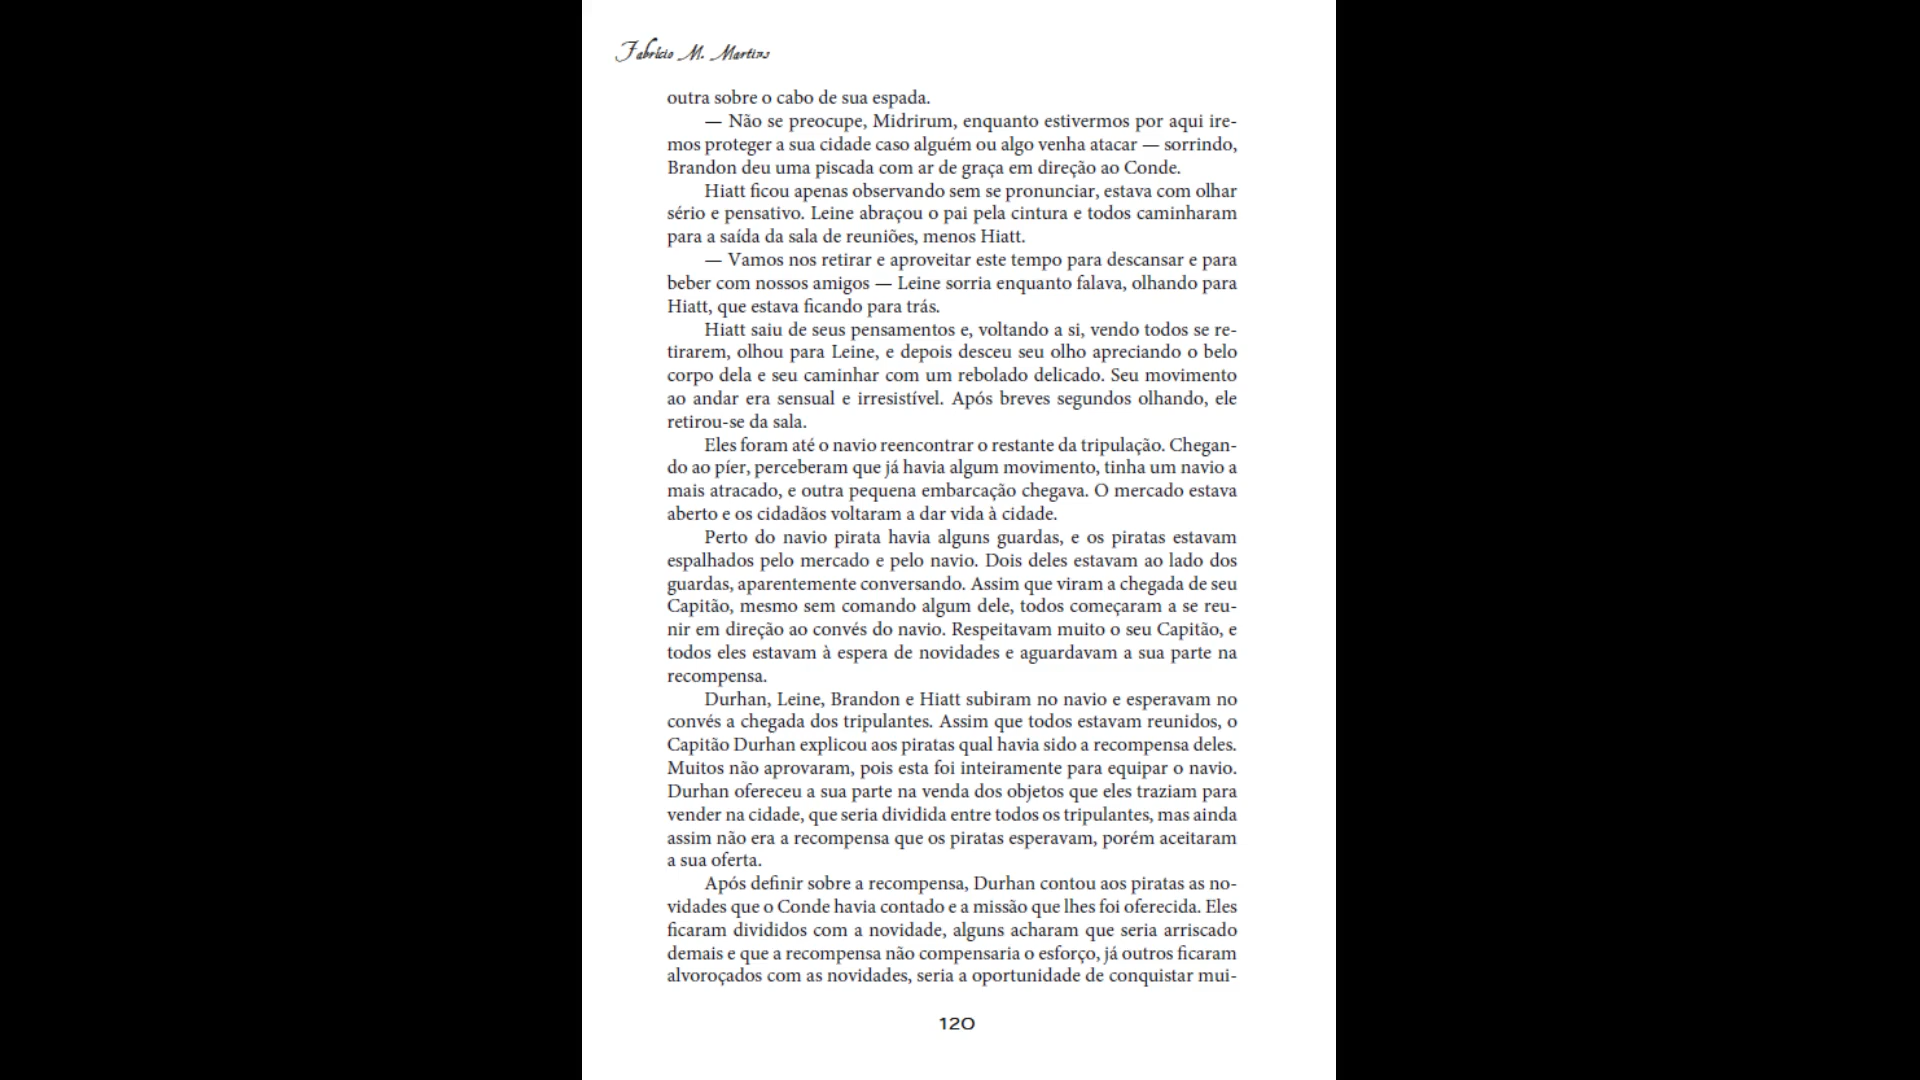 Fabrício M. Martins
outra sobre o cabo de sua espada.
— Não se preocupe, Midrirum, enquanto estivermos por aqui ire-
mos proteger a sua cidade caso alguém ou algo venha atacar — sorrindo,
Brandon deu uma piscada com ar de graça em direção ao Conde.
Hiatt ficou apenas observando sem se pronunciar, estava com olhar
sério e pensativo. Leine abraçou o pai pela cintura e todos caminharam
para a saída da sala de reuniões, menos Hiatt.
— Vamos nos retirar e aproveitar este tempo para descansar e para
beber com nossos amigos — Leine sorria enquanto falava, olhando para
Hiatt, que estava ficando para trás.
Hiatt saiu de seus pensamentos e, voltando a si, vendo todos se re-
tirarem, olhou para Leine, e depois desceu seu olho apreciando o belo
corpo dela e seu caminhar com um rebolado delicado. Seu movimento
ao andar era sensual e irresistível. Após breves segundos olhando, ele
retirou-se da sala.
Eles foram até o navio reencontrar o restante da tripulação. Chegan-
do ao píer, perceberam que já havia algum movimento, tinha um navio a
mais atracado, e outra pequena embarcação chegava. O mercado estava
aberto e os cidadãos voltaram a dar vida à cidade.
Perto do navio pirata havia alguns guardas, e os piratas estavam
espalhados pelo mercado e pelo navio. Dois deles estavam ao lado dos
guardas, aparentemente conversando. Assim que viram a chegada de seu
Capitão, mesmo sem comando algum dele, todos começaram a se reu-
nir em direção ao convés do navio. Respeitavam muito o seu Capitão, e
todos eles estavam à espera de novidades e aguardavam a sua parte na
recompensa.
Durhan, Leine, Brandon e Hiatt subiram no navio e esperavam no
convés a chegada dos tripulantes. Assim que todos estavam reunidos, o
Capitão Durhan explicou aos piratas qual havia sido a recompensa deles.
Muitos não aprovaram, pois esta foi inteiramente para equipar o navio.
Durhan ofereceu a sua parte na venda dos objetos que eles traziam para
vender na cidade, que seria dividida entre todos os tripulantes, mas ainda
assim não era a recompensa que os piratas esperavam, porém aceitaram
a sua oferta.
Após definir sobre a recompensa, Durhan contou aos piratas as no-
vidades que o Conde havia contado e a missão que lhes foi oferecida. Eles
ficaram divididos com a novidade, alguns acharam que seria arriscado
demais e que a recompensa não compensaria o esforço, já outros ficaram
alvoroçados com as novidades, seria a oportunidade de conquistar mui-
120